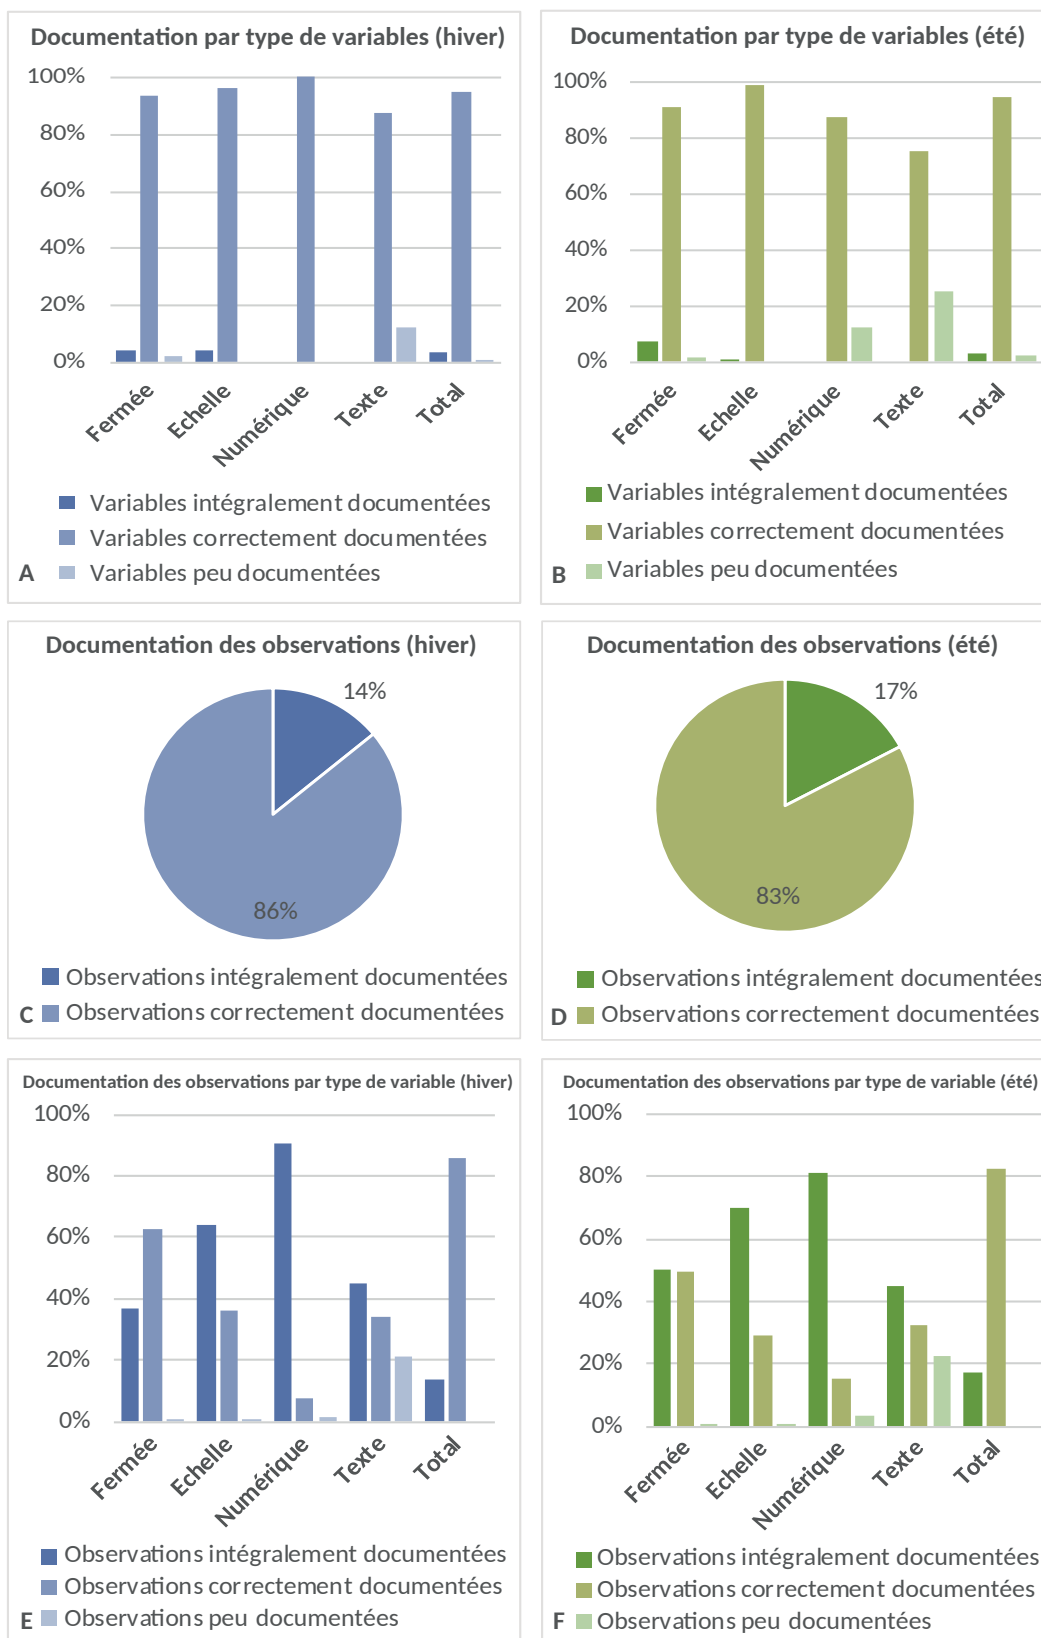 Documentation par type de variables (hiver)
100%
80%
60%
40%
20%
0%
Fermée
Echelle
Numérique
Texte
Total
Variables intégralement documentées
Variables correctement documentées
Variables peu documentées
A
Documentation par type de variables (été)
100%
80%
60%
40%
20%
0%
Fermée
Echelle
Numérique
Texte
Total
Variables intégralement documentées
Variables correctement documentées
Variables peu documentées
B
Documentation des observations (hiver)
14%
86%
Observations intégralement documentées
C Observations correctement documentées
Documentation des observations (été)
17%
83%
Observations intégralement documentées
D Observations correctement documentées
Documentation des observations par type de variable (hiver)
100%
80%
60%
40%
20%
0%
Fermée
Echelle
Numérique
Texte
Total
Observations intégralement documentées
Observations correctement documentées
E Observations peu documentées
Documentation des observations par type de variable (été)
100%
80%
60%
40%
20%
0%
Fermée
Echelle
Numérique
Texte
Total
Observations intégralement documentées
Observations correctement documentées
F Observations peu documentées